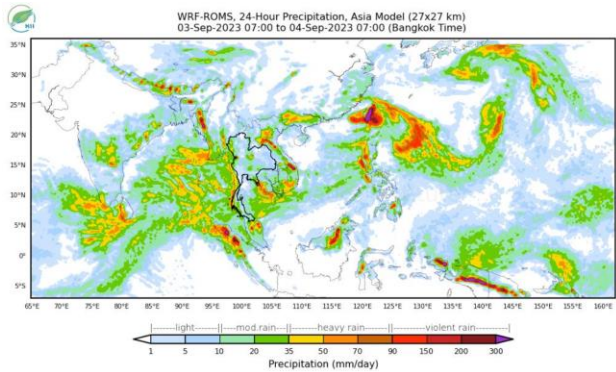 WRF-ROMS, 24-Hour Precipitation, Asia Model (27x27 km)
03-Sep-2023 07:00 to 04-Sep-2023 07:00 (Bangkok Time)
HII
35°N
30°N
25°N
20°N
15°N
10°N
5°N
0°
5°S
65°E 70°E 75°E 80°E 85°E 90°E 95°E 100°E 105°E 110°E 115°E 120°E 125°E 130°E 135°E 140°E 145°E 150°E 155°E 160°E
|------light------|---mod.rain---|------heavy rain------|------violent rain------|
1 5 10 20 35 50 70 90 150 200 300
Precipitation (mm/day)